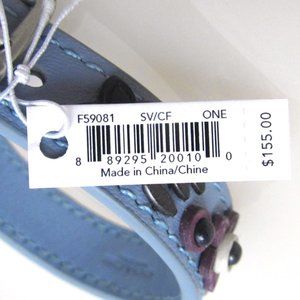 F59081 SV/CF ONE
8 89295 20010 0
Made in China/Chine
$155.00